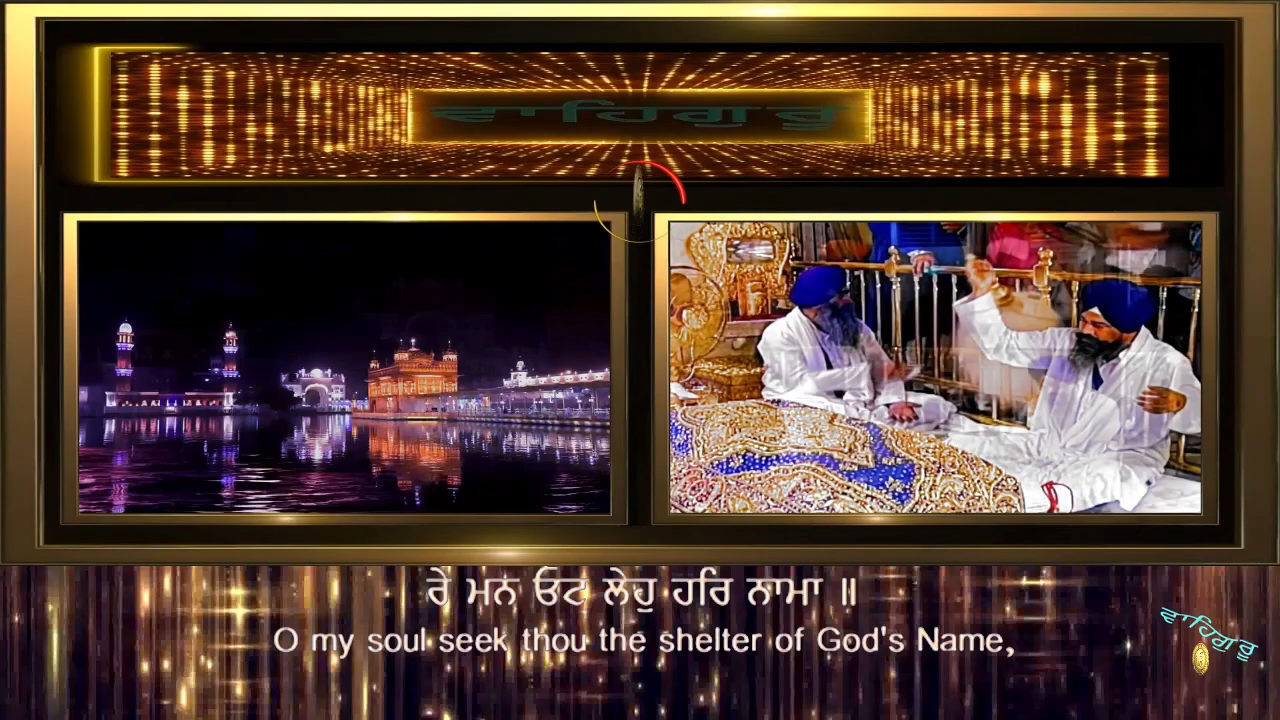 ਵਾਹਿਗੁਰੂ
ਰੇ ਮਨ ਓਟ ਲੇਹੁ ਹਰਿ ਨਾਮਾ ॥
O my soul seek thou the shelter of God's Name,
ਵਾਹਿਗੁਰੂ